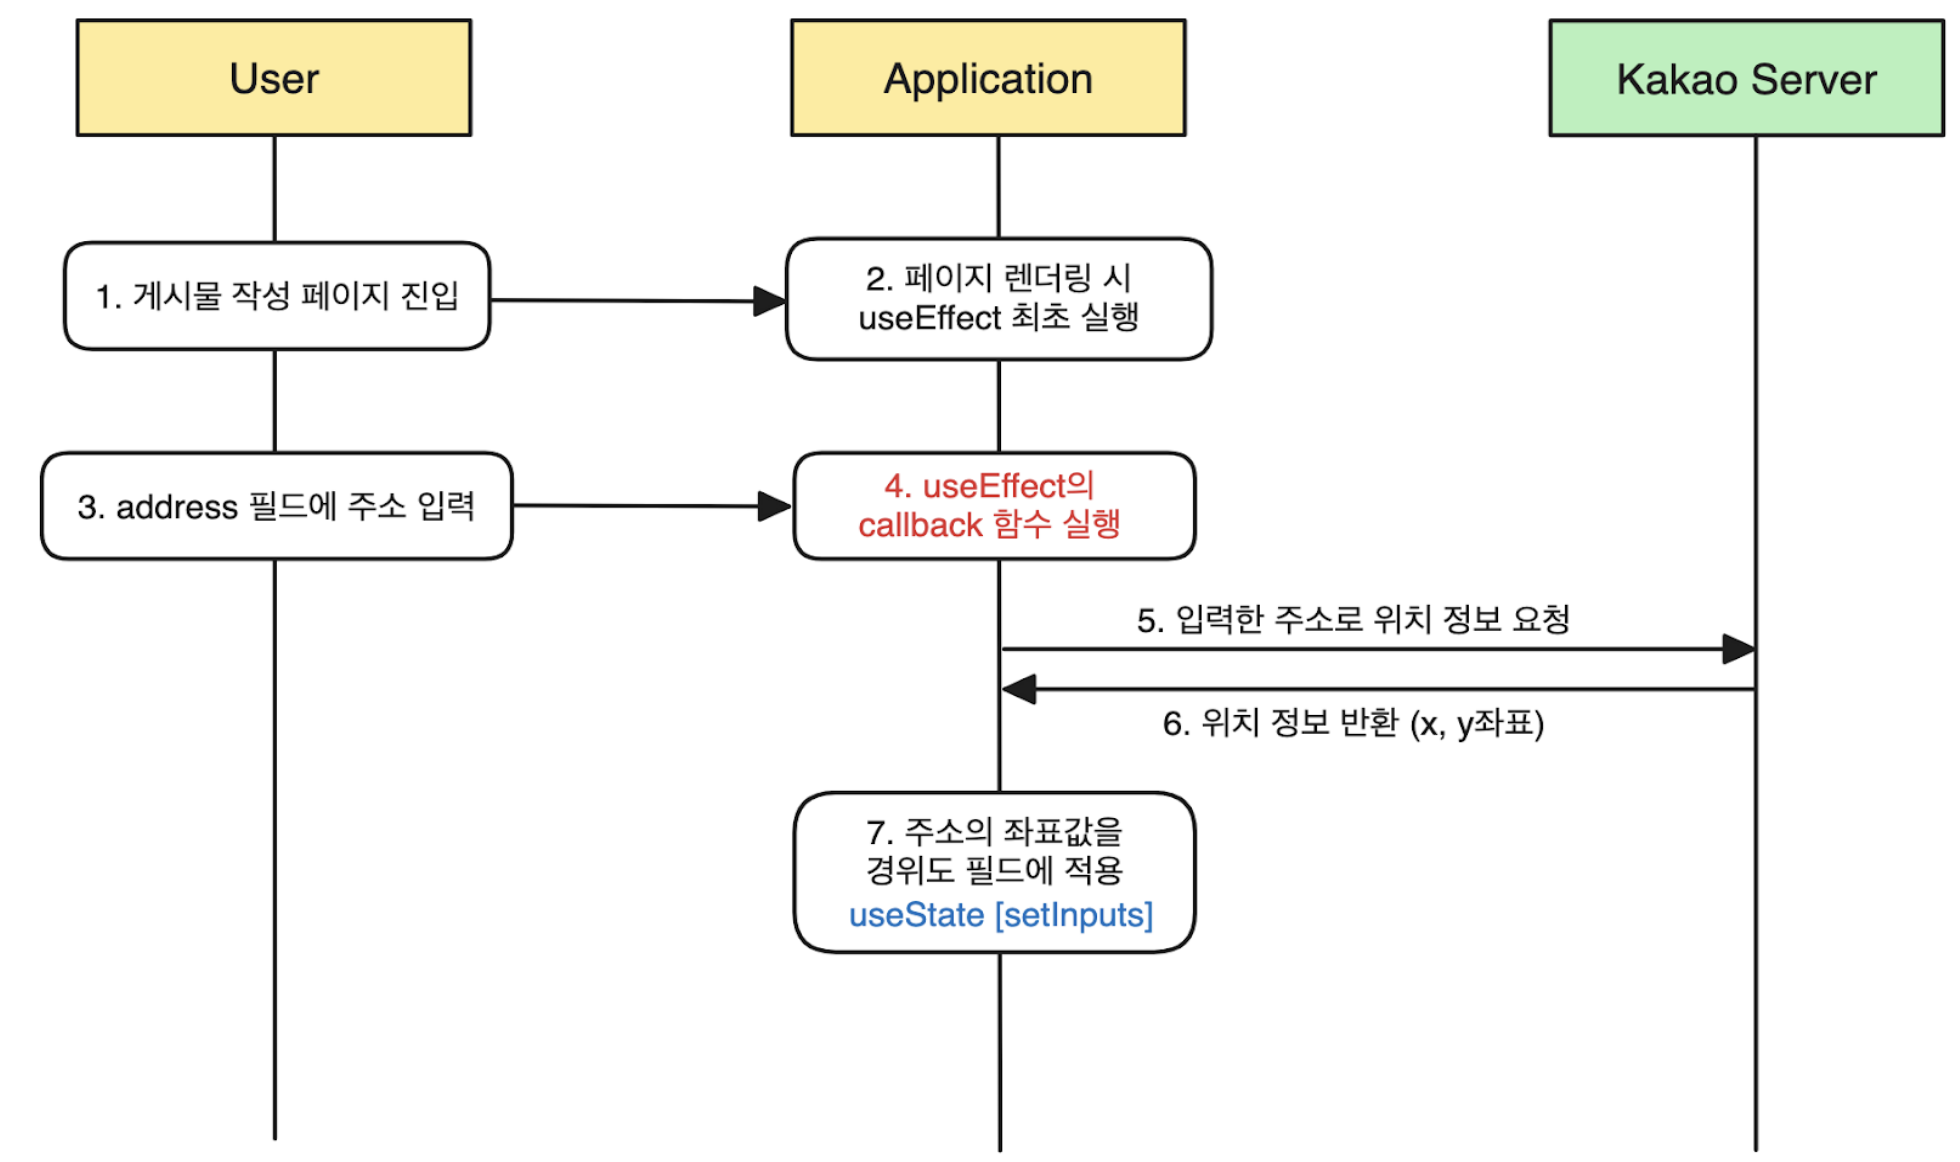 User
Application
Kakao Server
1. 게시물 작성 페이지 진입
2. 페이지 렌더링 시
useEffect 최초 실행
3. address 필드에 주소 입력
4. useEffect의
callback 함수 실행
5. 입력한 주소로 위치 정보 요청
6. 위치 정보 반환 (x, y좌표)
7. 주소의 좌표값을
경위도 필드에 적용
useState [setInputs]